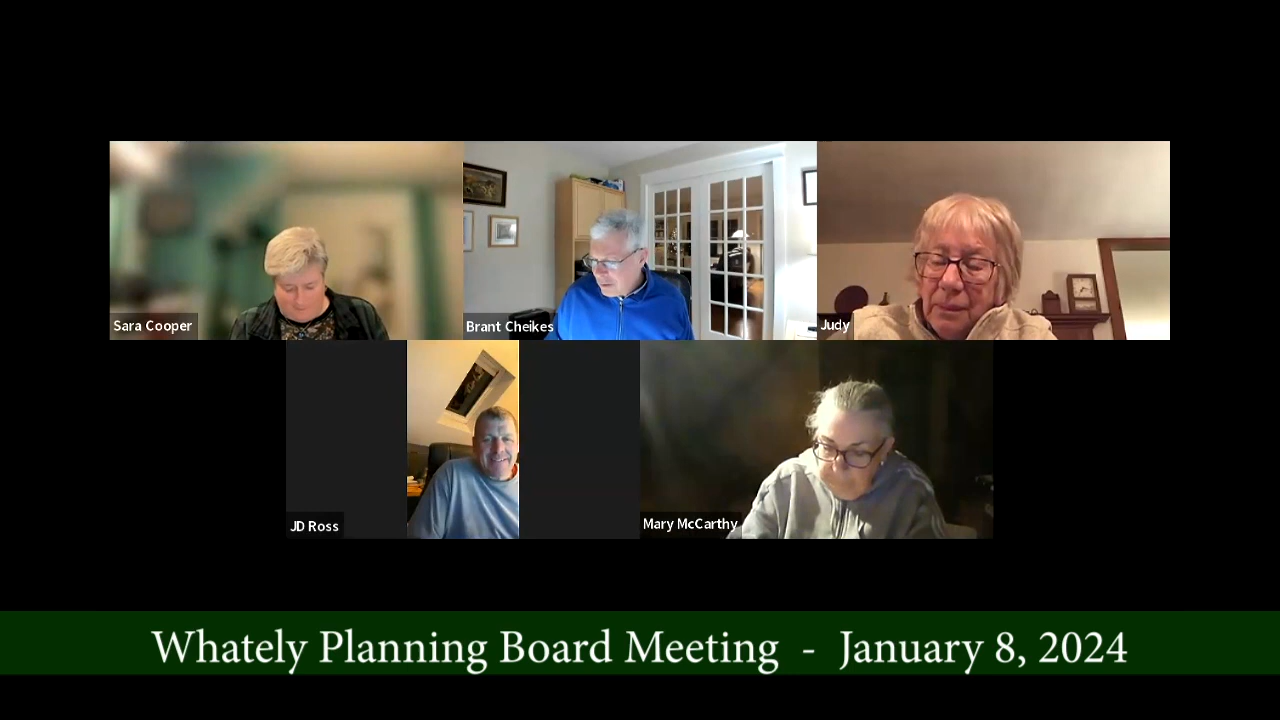 Sara Cooper
Brant Cheikes
Judy
JD Ross
Mary McCarthy
Whately Planning Board Meeting - January 8, 2024